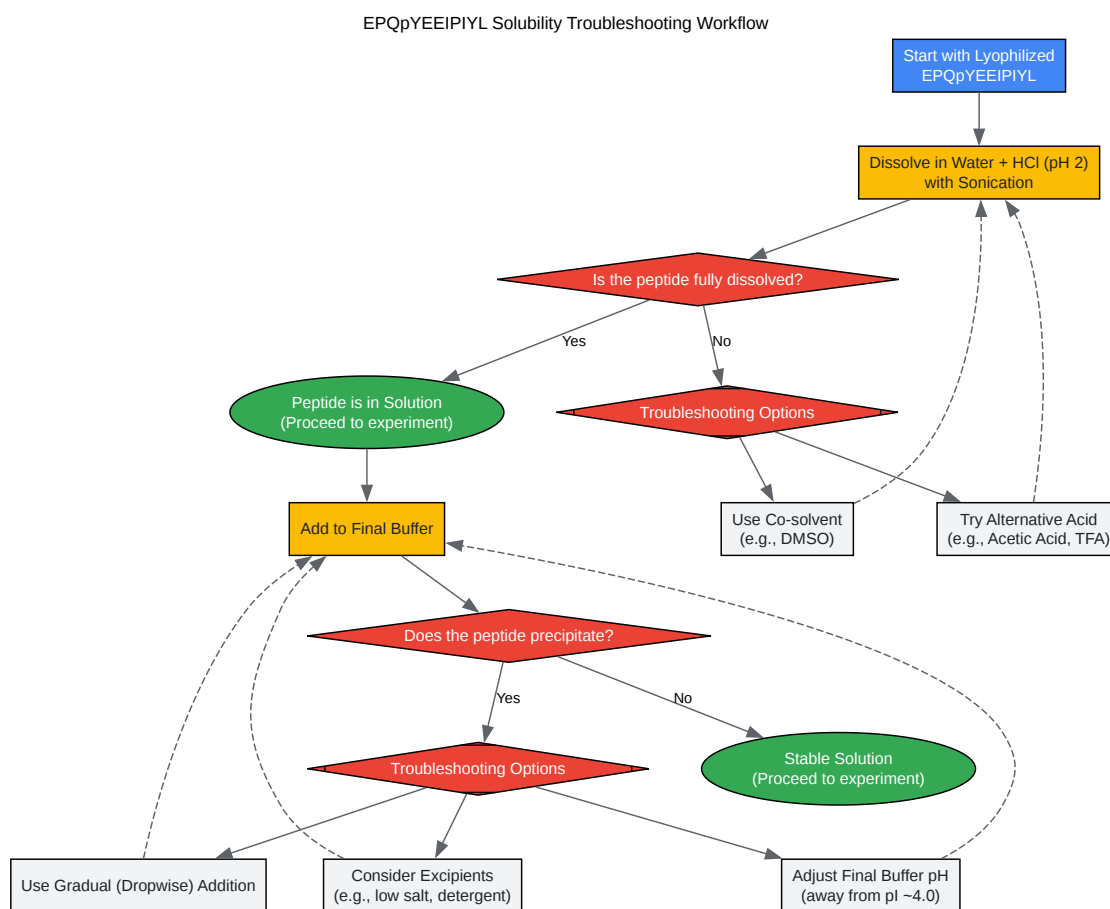 EPQpYEEIPIYL Solubility Troubleshooting Workflow
Start with Lyophilized
EPQpYEEIPIYL
Dissolve in Water + HCl (pH 2)
with Sonication
Is the peptide fully dissolved?
Yes
No
Peptide is in Solution
(Proceed to experiment)
Troubleshooting Options
Add to Final Buffer
Use Co-solvent
(e.g., DMSO)
Try Alternative Acid
(e.g., Acetic Acid, TFA)
Does the peptide precipitate?
Yes
No
Troubleshooting Options
Stable Solution
(Proceed to experiment)
Use Gradual (Dropwise) Addition
Consider Excipients
(e.g., low salt, detergent)
Adjust Final Buffer pH
(away from pI ~4.0)